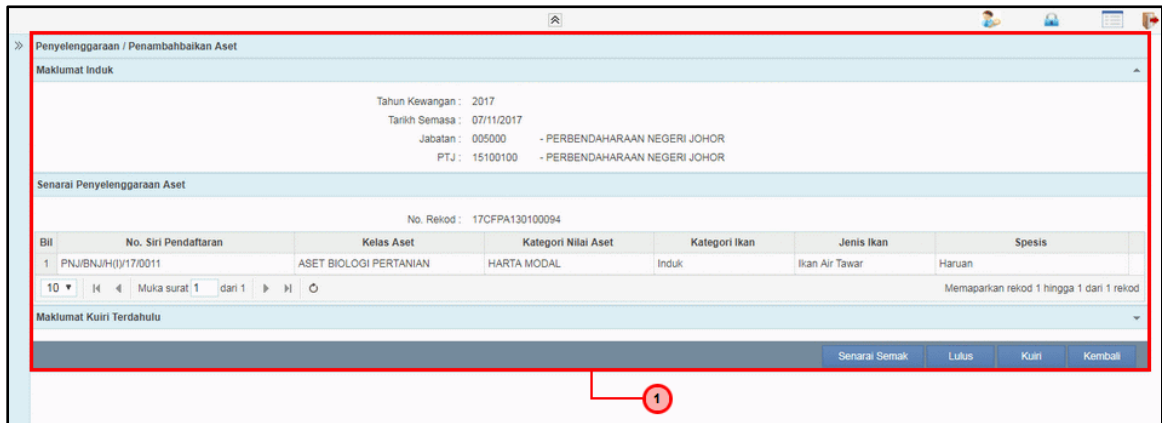 Penyelenggaraan / Penambahbaikan Aset
Maklumat Induk
Tahun Kewangan : 2017
Tarikh Semasa : 07/11/2017
Jabatan : 005000 - PERBENDAHARAAN NEGERI JOHOR
PTJ : 15100100 - PERBENDAHARAAN NEGERI JOHOR
Senarai Penyelenggaraan Aset
No. Rekod : 17CFPA130100094
Bil No. Siri Pendaftaran Kelas Aset Kategori Nilai Aset Kategori Ikan Jenis Ikan Spesis
1 PNJ/BNJ/H(I)/17/0011 ASET BIOLOGI PERTANIAN HARTA MODAL Induk Ikan Air Tawar Haruan
10 Muka surat 1 dari 1 Memaparkan rekod 1 hingga 1 dari 1 rekod
Maklumat Kuiri Terdahulu
Senarai Semak Lulus Kuiri Kembali
1